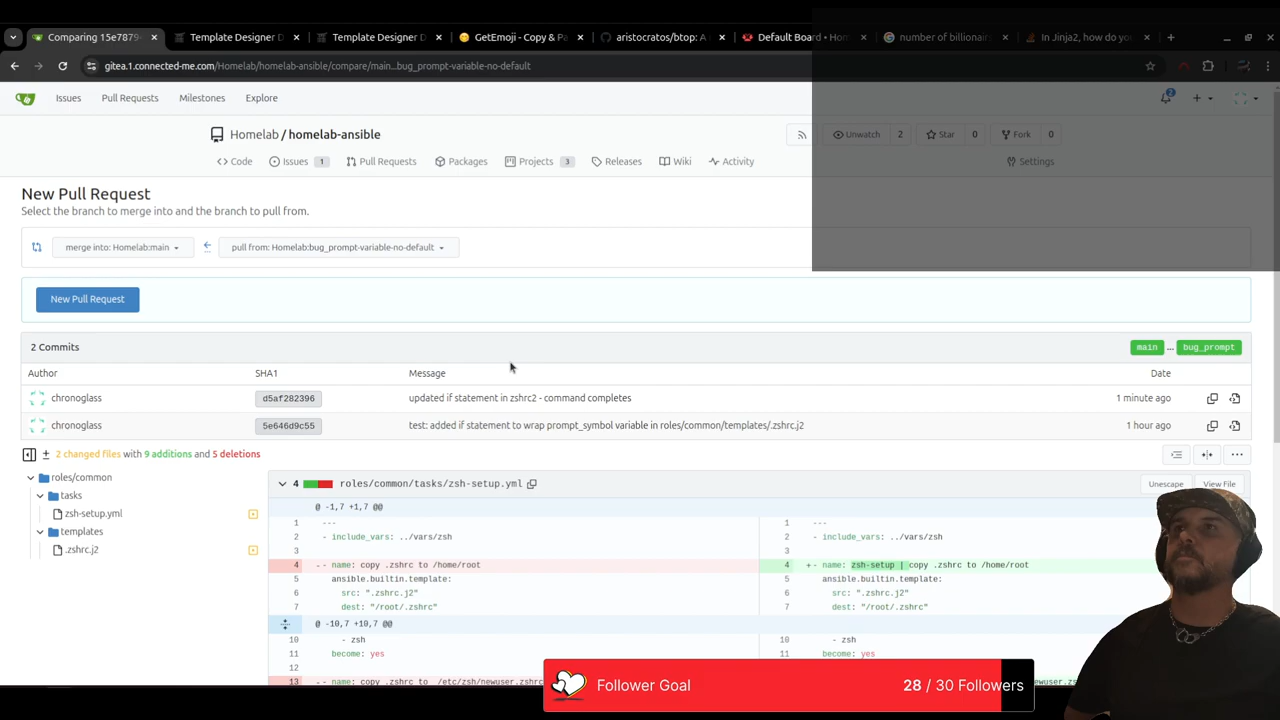 Comparing 15e7879
Template Designer D
Template Designer D
GetEmoji - Copy & Pa
aristocratos/btop: A
Default Board • Hom
number of billionair
In Jinja2, how do yo
gitea.1.connected-me.com/Homelab/homelab-ansible/compare/main...bug_prompt-variable-no-default
Issues Pull Requests Milestones Explore
2
Homelab / homelab-ansible
Unwatch 2 Star 0 Fork 0
Code Issues 1 Pull Requests Packages Projects 3 Releases Wiki Activity Settings
New Pull Request
Select the branch to merge into and the branch to pull from.
merge into: Homelab:main
pull from: Homelab:bug_prompt-variable-no-default
New Pull Request
2 Commits
main ... bug_prompt
Author SHA1 Message Date
chronoglass d5af282396 updated if statement in zshrc2 - command completes 1 minute ago
chronoglass 5e646d9c55 test: added if statement to wrap prompt_symbol variable in roles/common/templates/.zshrc.j2 1 hour ago
2 changed files with 9 additions and 5 deletions
roles/common
tasks
zsh-setup.yml
templates
.zshrc.j2
4 roles/common/tasks/zsh-setup.yml
Unescape View File
@ -1,7 +1,7 @@
1 --- 1 ---
2 - include_vars: ../vars/zsh 2 - include_vars: ../vars/zsh
3 3
4 -- name: copy .zshrc to /home/root 4 +- name: zsh-setup | copy .zshrc to /home/root
5 ansible.builtin.template: 5 ansible.builtin.template:
6 src: ".zshrc.j2" 6 src: ".zshrc.j2"
7 dest: "/root/.zshrc" 7 dest: "/root/.zshrc"
@ -10,7 +10,7 @@
10 - zsh 10 - zsh
11 become: yes 11 become: yes
12 12
13 -- name: copy .zshrc to /etc/zsh/newuser.zshr
Follower Goal
28 / 30 Followers